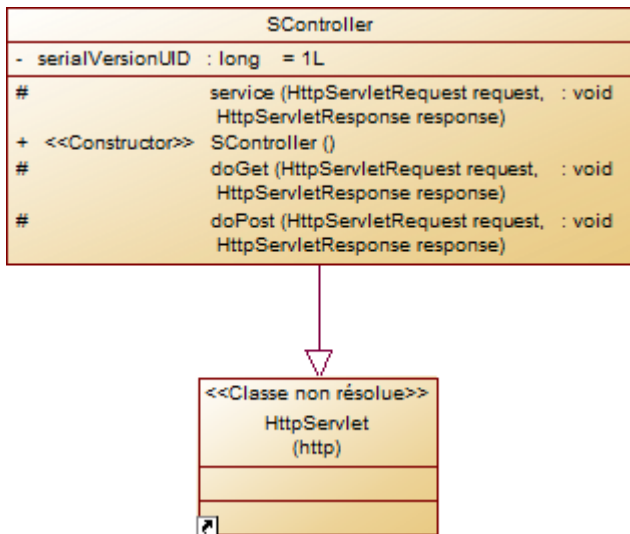 SController
- serialVersionUID : long = 1L
# service (HttpServletRequest request, : void
HttpServletResponse response)
+ <<Constructor>> SController ()
# doGet (HttpServletRequest request, : void
HttpServletResponse response)
# doPost (HttpServletRequest request, : void
HttpServletResponse response)
<<Classe non résolue>>
HttpServlet
(http)